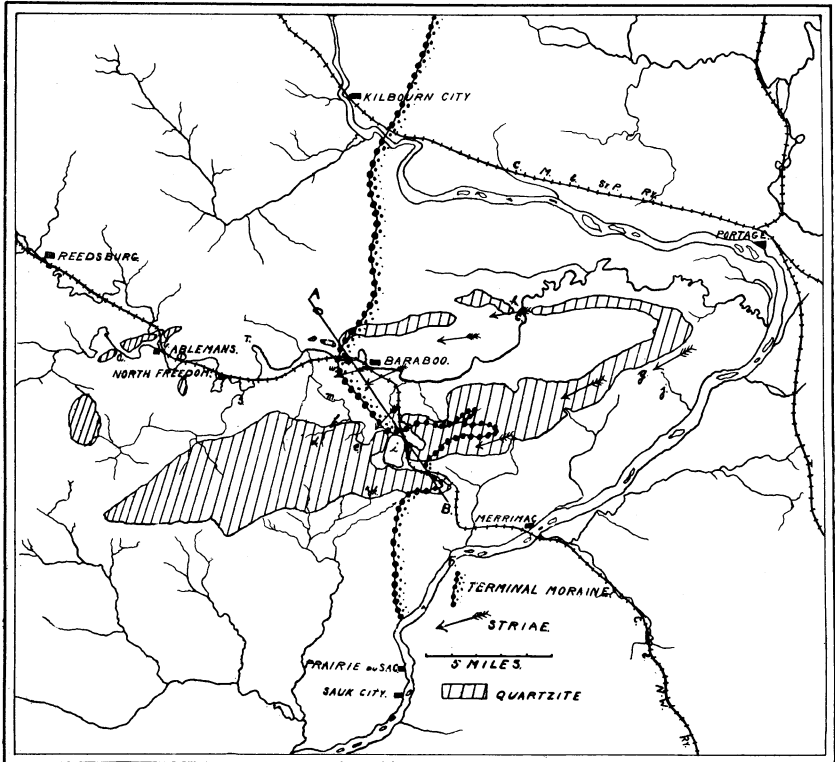 KILBOURN CITY
C. M. & St P. Ry.
PORTAGE
REEDSBURG
A
T.
ABLEMANS.
BARABOO.
NORTH FREEDOM.
s.
g
j.
m
h
d.
e
i
B.
MERRIMAC
TERMINAL MORAINE
STRIAE.
5 MILES.
PRAIRIE DU SAC
SAUK CITY.
QUARTZITE
C. & N.W. Ry.